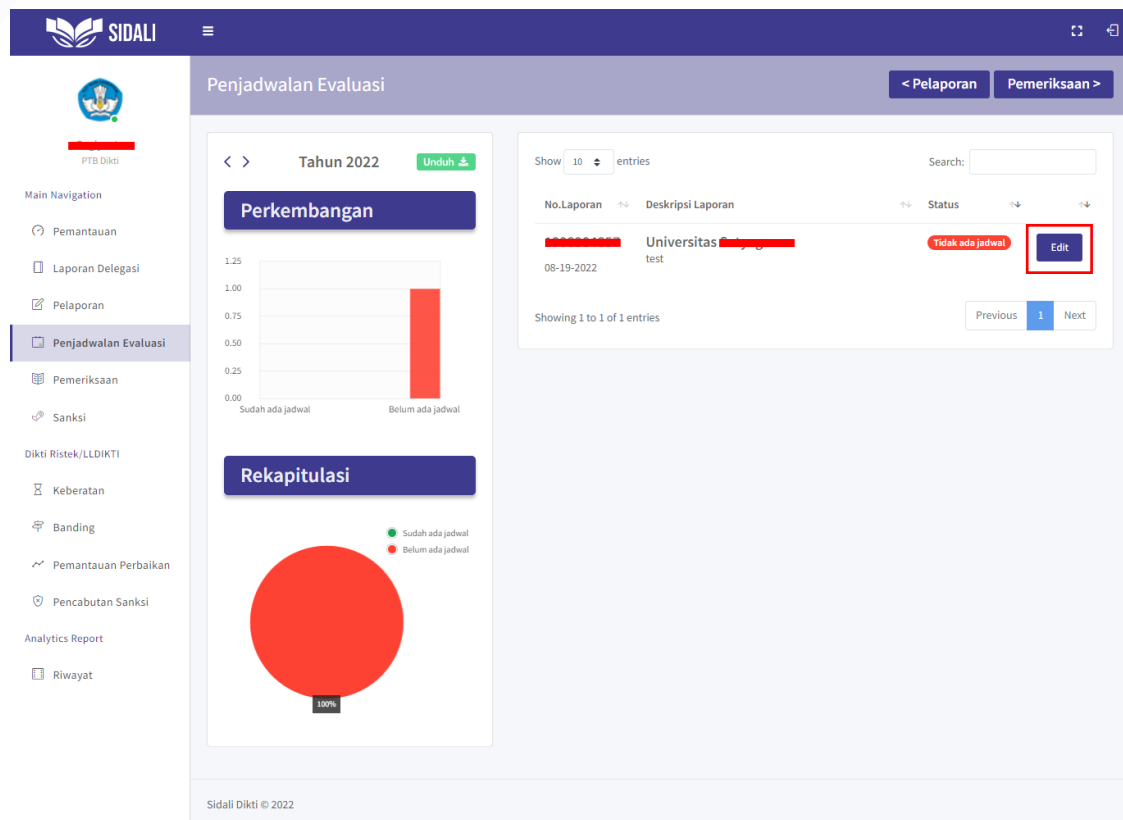 SIDALI
Penjadwalan Evaluasi
< Pelaporan
Pemeriksaan >
PTB Dikti
Main Navigation
Pemantauan
Laporan Delegasi
Pelaporan
Penjadwalan Evaluasi
Pemeriksaan
Sanksi
Dikti Ristek/LLDIKTI
Keberatan
Banding
Pemantauan Perbaikan
Pencabutan Sanksi
Analytics Report
Riwayat
< > Tahun 2022 Unduh
Perkembangan
1.25
1.00
0.75
0.50
0.25
0.00
Sudah ada jadwal Belum ada jadwal
Rekapitulasi
Sudah ada jadwal
Belum ada jadwal
100%
Show 10 entries Search:
No.Laporan Deskripsi Laporan Status
Universitas Tidak ada jadwal Edit
test
08-19-2022
Showing 1 to 1 of 1 entries Previous 1 Next
Sidali Dikti © 2022